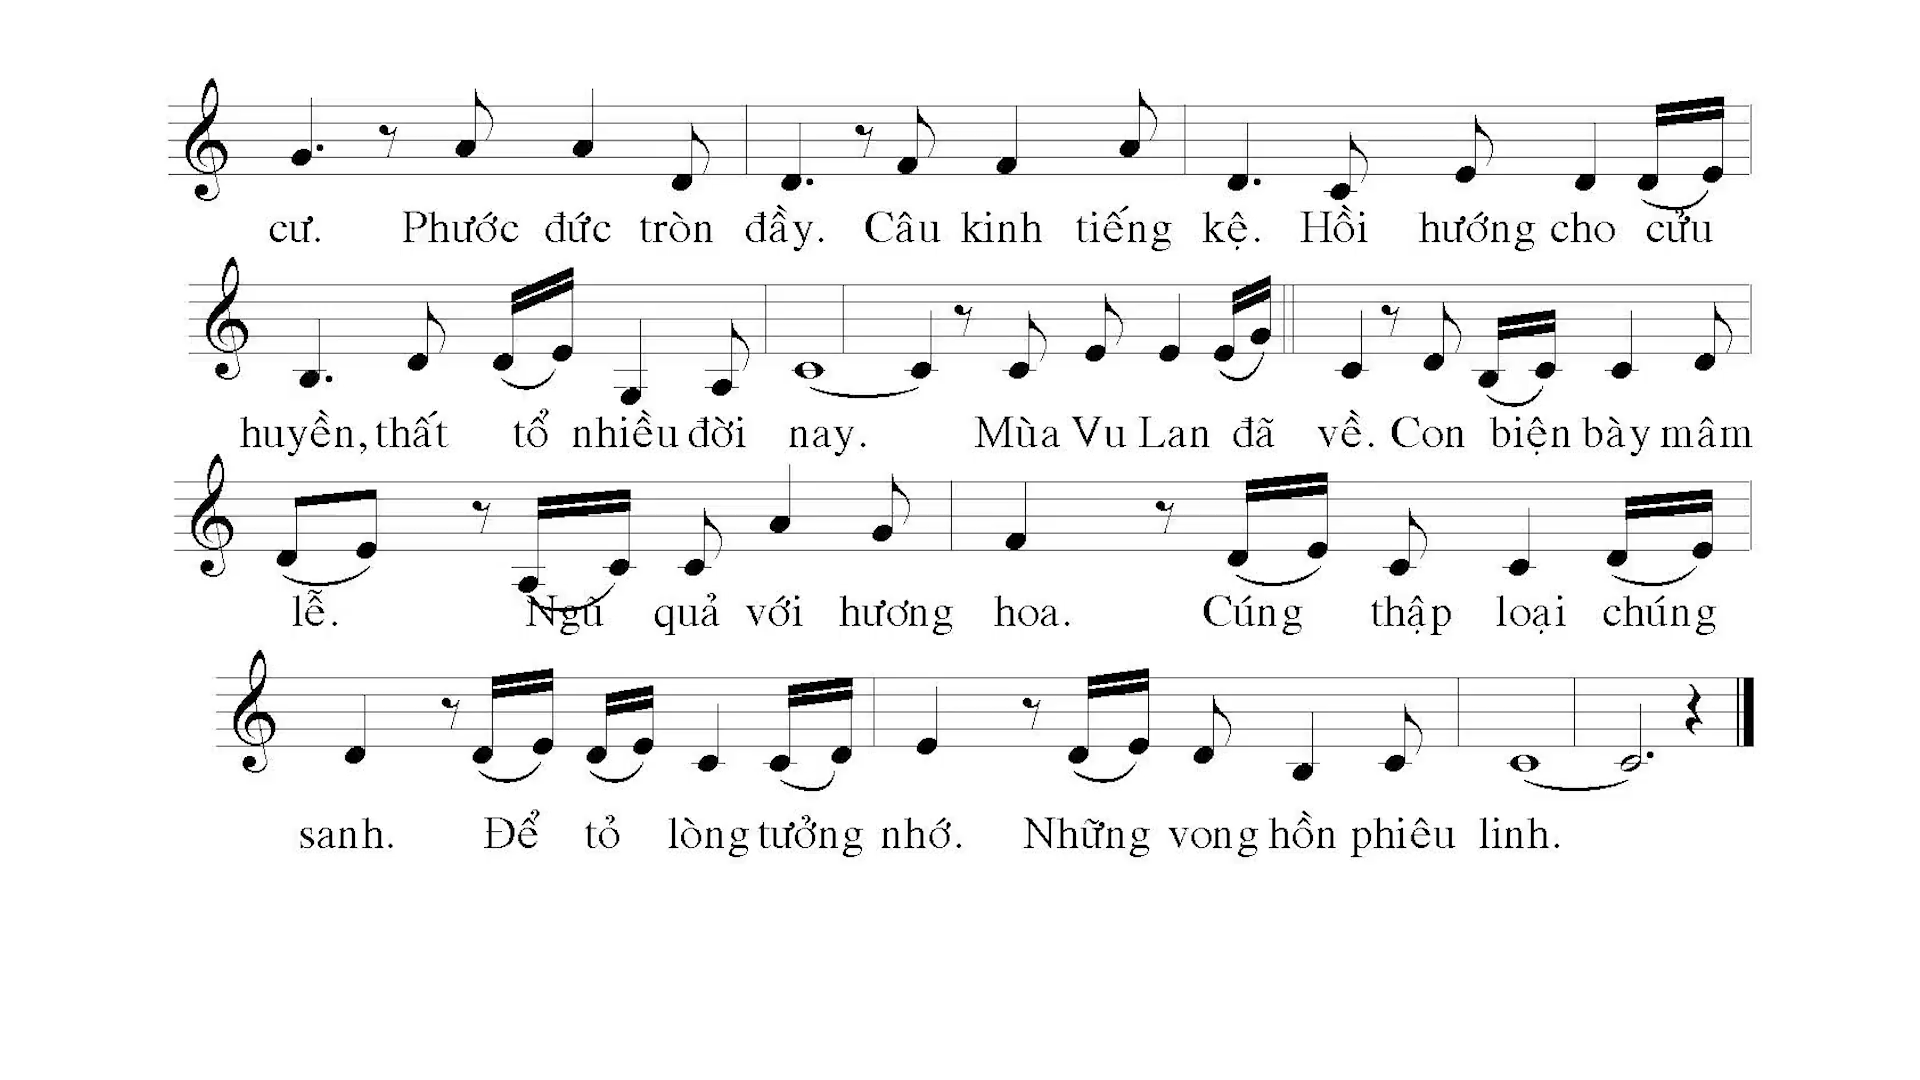 cư. Phước đức tròn đầy. Câu kinh tiếng kệ. Hồi hướng cho cửu
huyền, thất tổ nhiều đời nay. Mùa Vu Lan đã về. Con biện bày mâm
lễ. Ngũ quả với hương hoa. Cúng thập loại chúng
sanh. Để tỏ lòng tưởng nhớ. Những vong hồn phiêu linh.